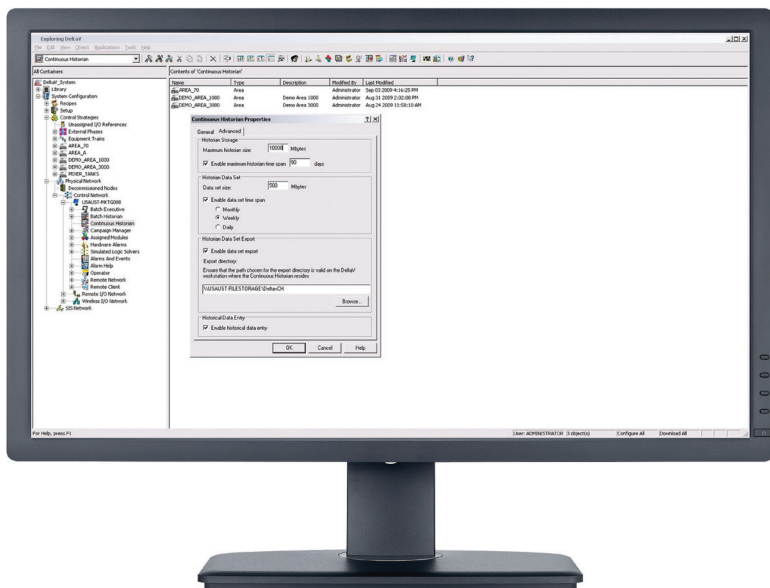 Exploring DeltaV
File Edit View Object Applications Tools Help
Continuous Historian
All Containers
Contents of 'Continuous Historian'
DeltaV_System
Library
System Configuration
Recipes
Setup
Control Strategies
Unassigned I/O References
External Phases
Equipment Trains
AREA_70
AREA_A
DEMO_AREA_1000
DEMO_AREA_3000
MIXER_TANKS
Physical Network
Decommissioned Nodes
Control Network
USAUST-MKTG008
Batch Executive
Batch Historian
Continuous Historian
Campaign Manager
Assigned Modules
Hardware Alarms
Simulated Logic Solvers
Alarms And Events
Alarm Help
Operator
Remote Network
Remote Client
Remote I/O Network
Wireless I/O Network
SIS Network
Name Type Description Modified By Last Modified
AREA_70 Area Administrator Sep 03 2009 4:16:25 PM
DEMO_AREA_1000 Area Demo Area 1000 Administrator Aug 31 2009 2:02:08 PM
DEMO_AREA_3000 Area Demo Area 3000 Administrator Aug 24 2009 11:58:10 AM
Continuous Historian Properties
General Advanced
Historian Storage
Maximum historian size: 10000 Mbytes
Enable maximum historian time span 90 days
Historian Data Set
Data set size: 500 Mbytes
Enable data set time span
Monthly
Weekly
Daily
Historian Data Set Export
Enable data set export
Export directory:
Ensure that the path chosen for the export directory is valid on the DeltaV
workstation where the Continuous Historian resides
\\USAUST-FILESTORAGE\DeltavCH
Browse...
Historical Data Entry
Enable historical data entry
OK Cancel Help
For Help, press F1
User: ADMINISTRATOR 3 object(s) Configure All Download All